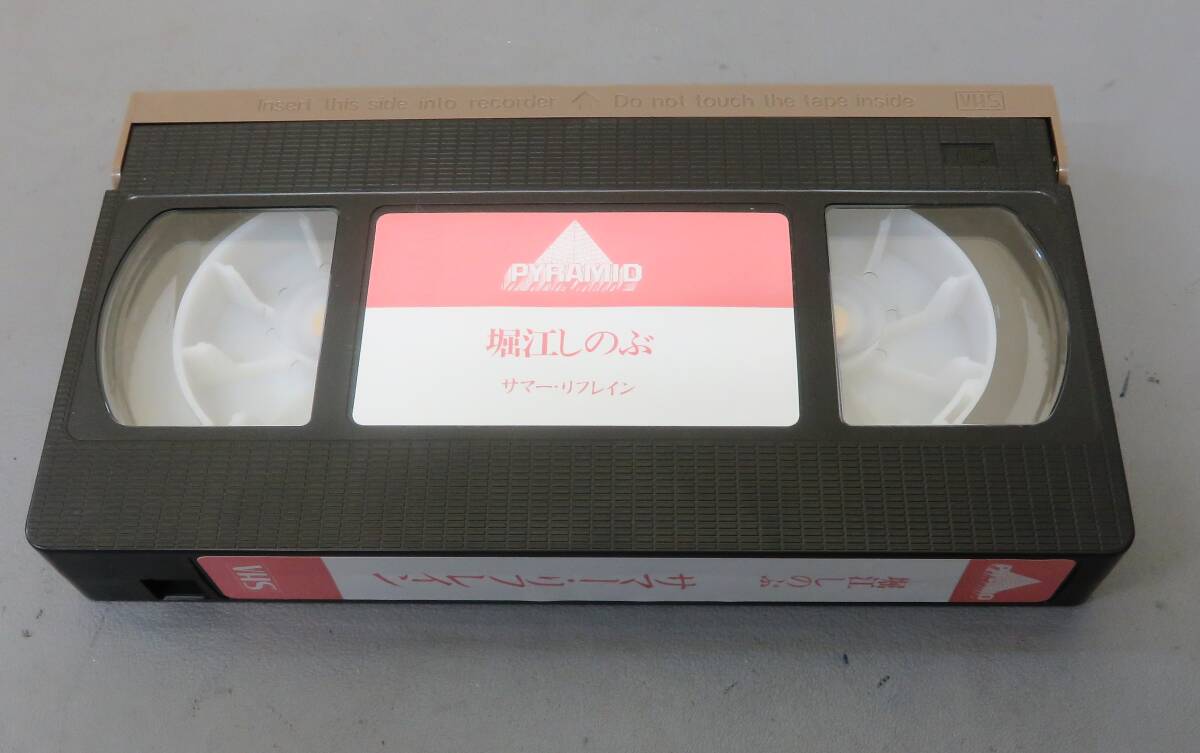 Insert this side into recorder ↑ Do not touch the tape inside VHS
PYRAMID
堀江しのぶ
サマー・リフレイン
VHS サマー・リフレイン 堀江しのぶ PYRAMID